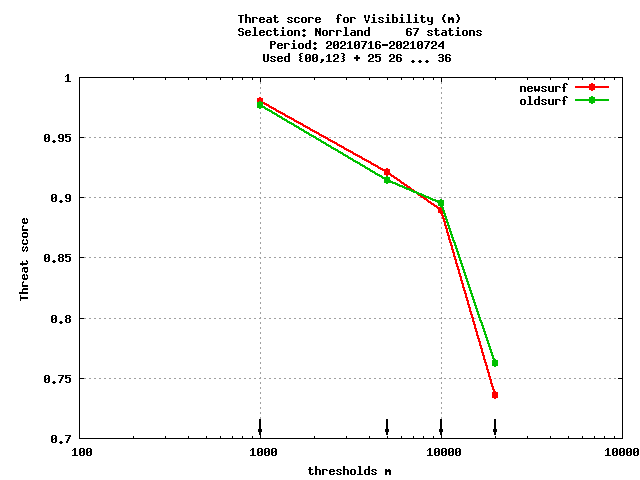 Threat score  for Visibility (m)
Selection: Norrland     67 stations
Period: 20210716-20210724
Used {00,12} + 25 26 ... 36
newsurf
oldsurf
1
0.95
0.9
0.85
0.8
0.75
0.7
Threat score
100
1000
10000
10000
thresholds m